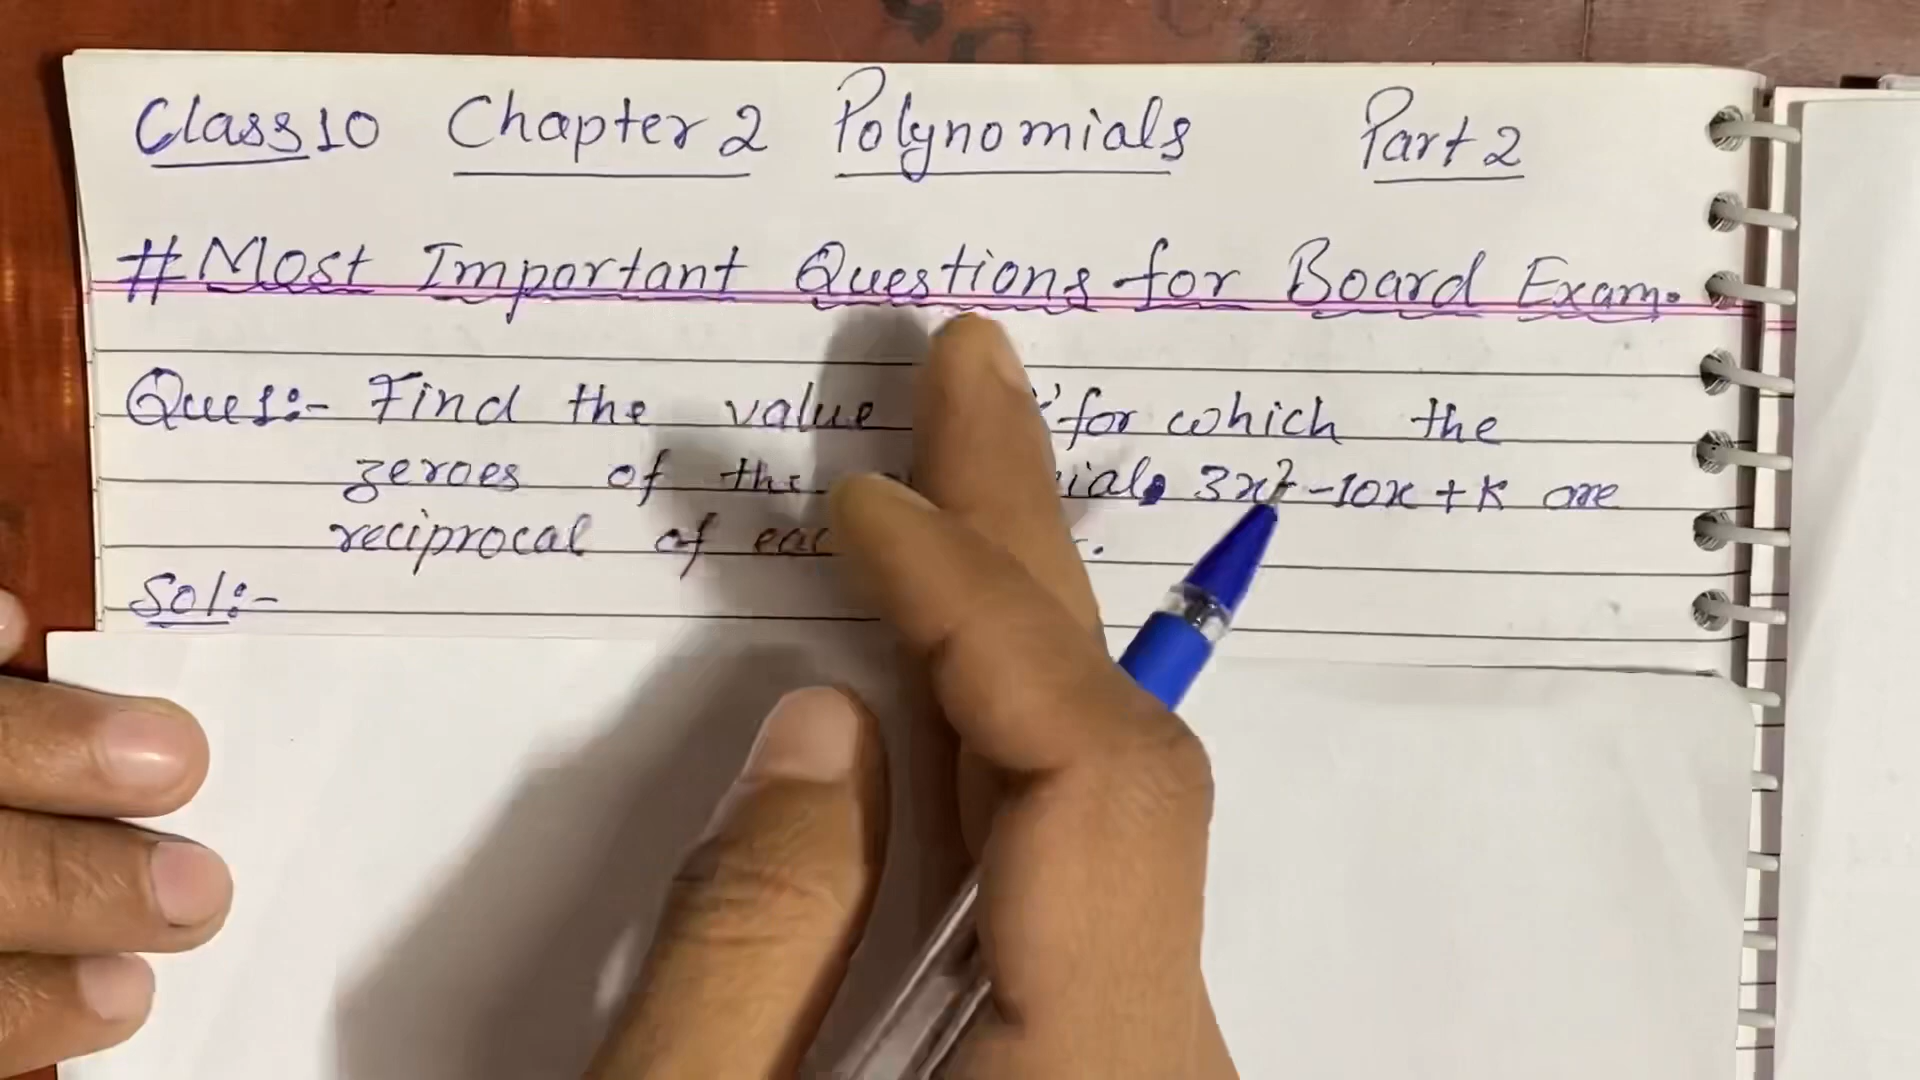 Class 10 Chapter 2 Polynomials Part 2
# Most Important Questions for Board Exam.
Ques:- Find the value for which the
zeroes of the 3x²-10x+k are
reciprocal of
Sol:-